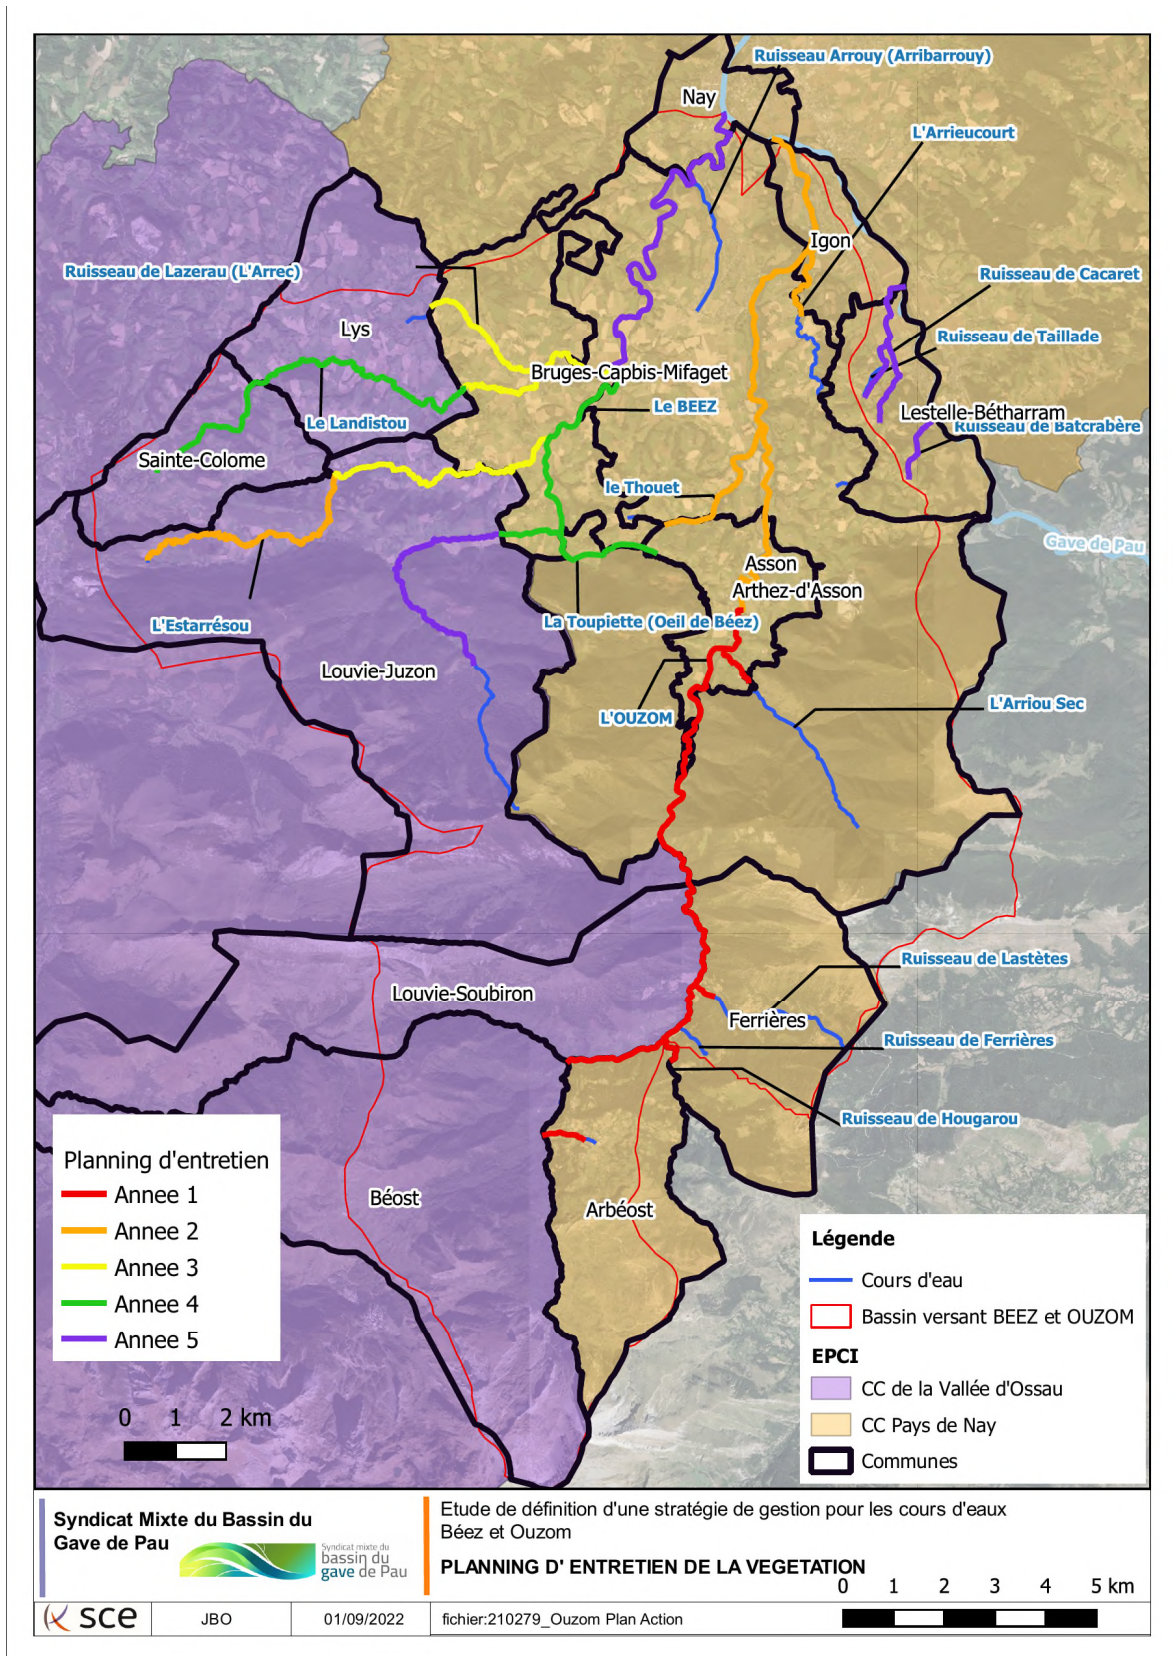 Ruisseau Arrouy (Arribarrouy)
Nay
L'Arrieucourt
Igon
Ruisseau de Lazerau (L'Arrec)
Ruisseau de Cacaret
Lys
Ruisseau de Taillade
Bruges-Capbis-Mifaget
Le BEEZ
Lestelle-Bétharram
Le Landistou
Ruisseau de Batcrabère
Sainte-Colome
le Thouet
Gave de Pau
Asson
Arthez-d'Asson
L'Estarrésou
La Toupiette (Oeil de Béez)
Louvie-Juzon
L'OUZOM
L'Arriou Sec
Ruisseau de Lastètes
Louvie-Soubiron
Ferrières
Ruisseau de Ferrières
Ruisseau de Hougarou
Béost
Arbéost
Planning d'entretien
Annee 1
Annee 2
Annee 3
Annee 4
Annee 5
0 1 2 km
Légende
Cours d'eau
Bassin versant BEEZ et OUZOM
EPCI
CC de la Vallée d'Ossau
CC Pays de Nay
Communes
Syndicat Mixte du Bassin du
Gave de Pau
Syndicat mixte du
bassin du
gave de Pau
Etude de définition d'une stratégie de gestion pour les cours d'eaux
Béez et Ouzom
PLANNING D' ENTRETIEN DE LA VEGETATION
0 1 2 3 4 5 km
sce
JBO
01/09/2022
fichier:210279_Ouzom Plan Action